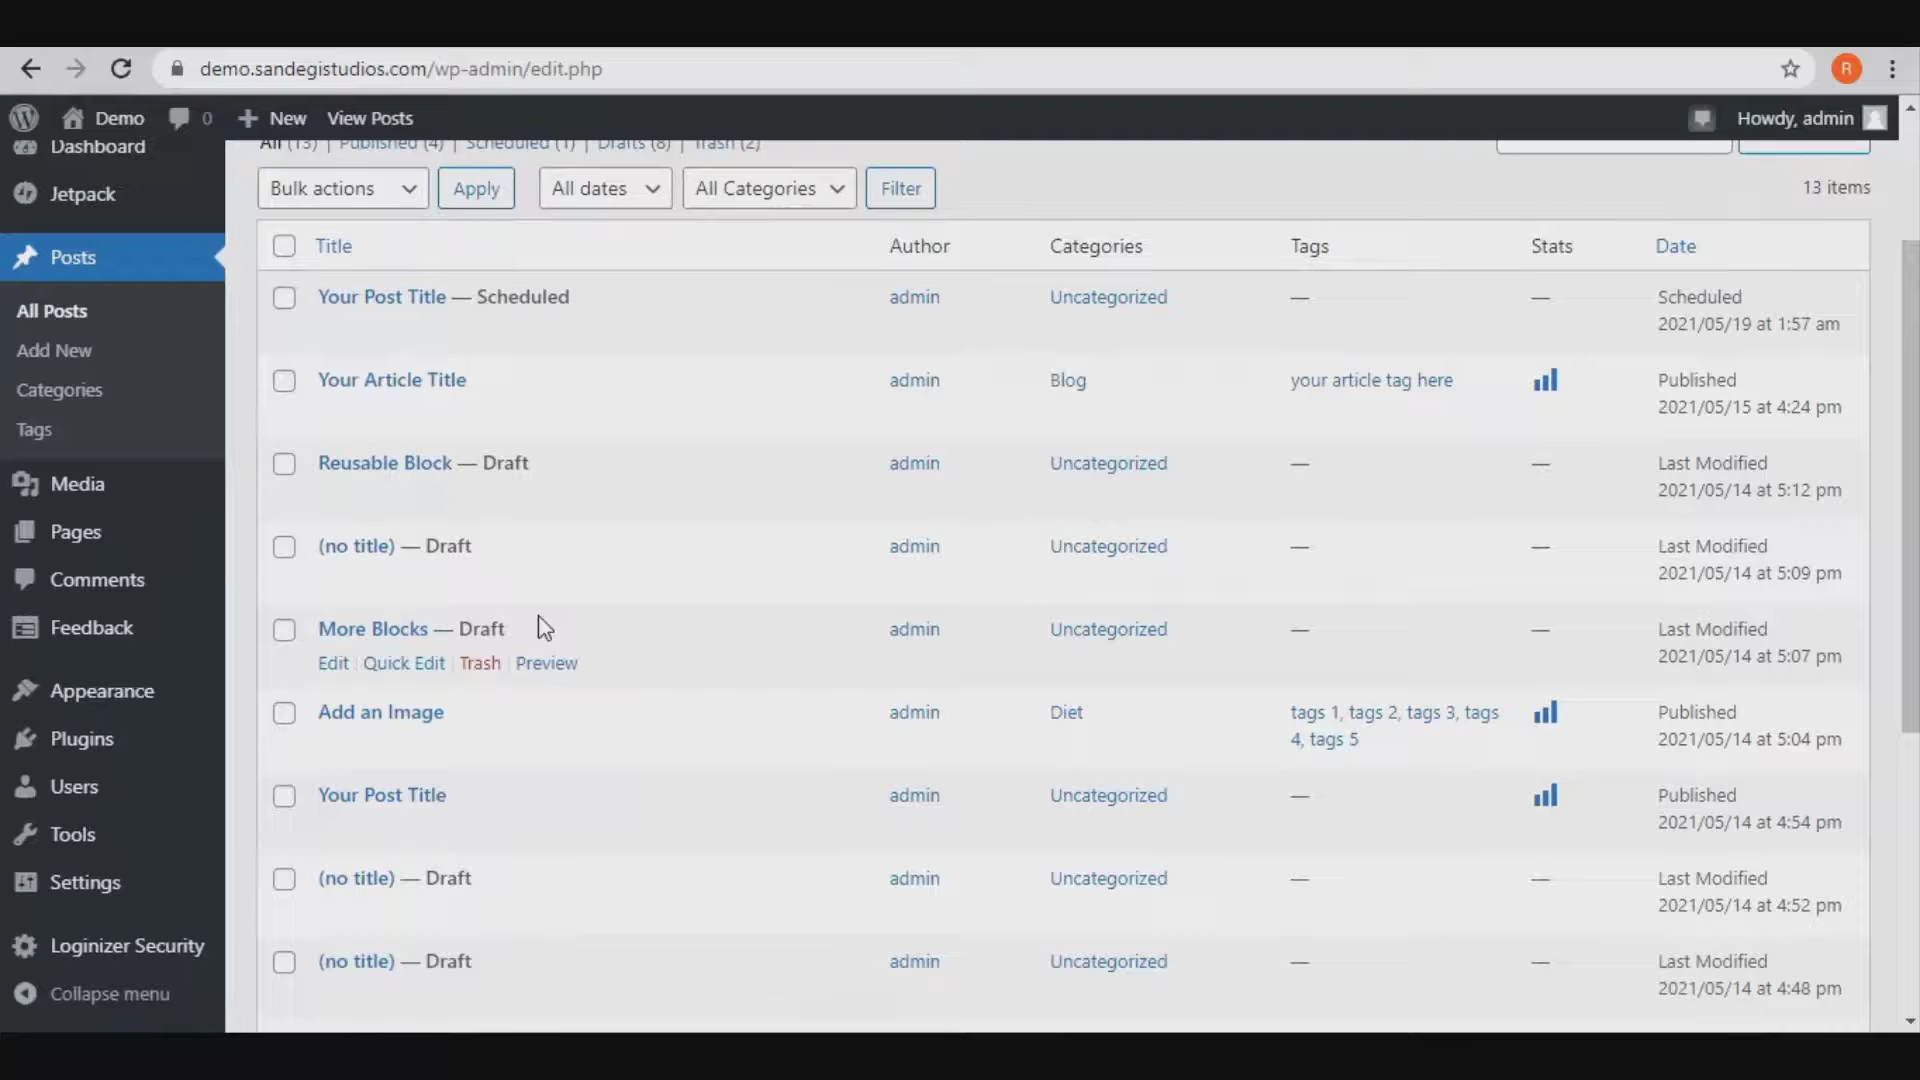 demo.sandegistudios.com/wp-admin/edit.php
R
Demo 0 New View Posts Howdy, admin
Dashboard
Jetpack
Posts
All Posts
Add New
Categories
Tags
Media
Pages
Comments
Feedback
Appearance
Plugins
Users
Tools
Settings
Loginizer Security
Collapse menu
All (13) | Published (4) | Scheduled (1) | Drafts (8) | Trash (2)
Bulk actions Apply All dates All Categories Filter 13 items
Title Author Categories Tags Stats Date
Your Post Title — Scheduled admin Uncategorized — — Scheduled
2021/05/19 at 1:57 am
Your Article Title admin Blog your article tag here Published
2021/05/15 at 4:24 pm
Reusable Block — Draft admin Uncategorized — — Last Modified
2021/05/14 at 5:12 pm
(no title) — Draft admin Uncategorized — — Last Modified
2021/05/14 at 5:09 pm
More Blocks — Draft admin Uncategorized — — Last Modified
Edit | Quick Edit | Trash | Preview 2021/05/14 at 5:07 pm
Add an Image admin Diet tags 1, tags 2, tags 3, tags Published
4, tags 5 2021/05/14 at 5:04 pm
Your Post Title admin Uncategorized — Published
2021/05/14 at 4:54 pm
(no title) — Draft admin Uncategorized — — Last Modified
2021/05/14 at 4:52 pm
(no title) — Draft admin Uncategorized — — Last Modified
2021/05/14 at 4:48 pm